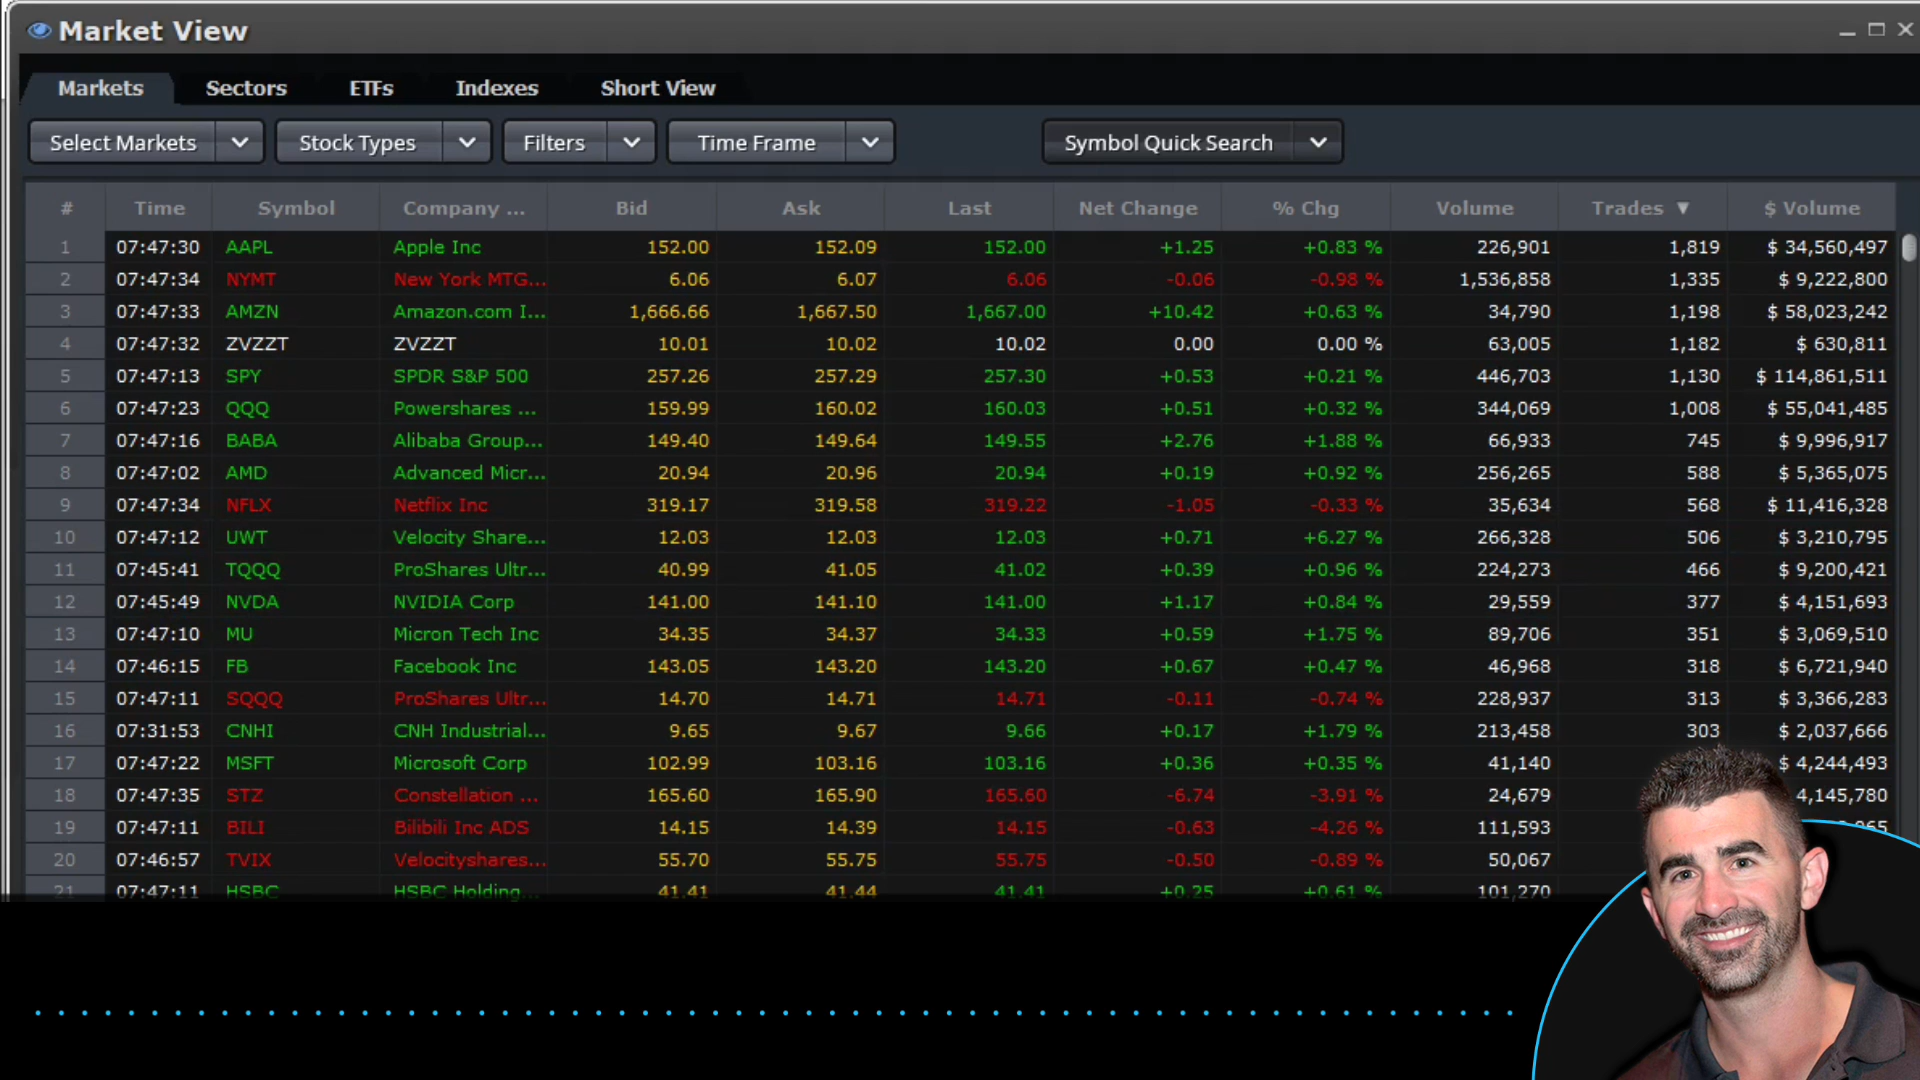 Market View
Markets Sectors ETFs Indexes Short View
Select Markets Stock Types Filters Time Frame Symbol Quick Search
# Time Symbol Company ... Bid Ask Last Net Change % Chg Volume Trades ▼ $ Volume
1 07:47:30 AAPL Apple Inc 152.00 152.09 152.00 +1.25 +0.83 % 226,901 1,819 $ 34,560,497
2 07:47:34 NYMT New York MTG... 6.06 6.07 6.06 -0.06 -0.98 % 1,536,858 1,335 $ 9,222,800
3 07:47:33 AMZN Amazon.com I... 1,666.66 1,667.50 1,667.00 +10.42 +0.63 % 34,790 1,198 $ 58,023,242
4 07:47:32 ZVZZT ZVZZT 10.01 10.02 10.02 0.00 0.00 % 63,005 1,182 $ 630,811
5 07:47:13 SPY SPDR S&P 500 257.26 257.29 257.30 +0.53 +0.21 % 446,703 1,130 $ 114,861,511
6 07:47:23 QQQ Powershares ... 159.99 160.02 160.03 +0.51 +0.32 % 344,069 1,008 $ 55,041,485
7 07:47:16 BABA Alibaba Group... 149.40 149.64 149.55 +2.76 +1.88 % 66,933 745 $ 9,996,917
8 07:47:02 AMD Advanced Micr... 20.94 20.96 20.94 +0.19 +0.92 % 256,265 588 $ 5,365,075
9 07:47:34 NFLX Netflix Inc 319.17 319.58 319.22 -1.05 -0.33 % 35,634 568 $ 11,416,328
10 07:47:12 UWT Velocity Share... 12.03 12.03 12.03 +0.71 +6.27 % 266,328 506 $ 3,210,795
11 07:45:41 TQQQ ProShares Ultr... 40.99 41.05 41.02 +0.39 +0.96 % 224,273 466 $ 9,200,421
12 07:45:49 NVDA NVIDIA Corp 141.00 141.10 141.00 +1.17 +0.84 % 29,559 377 $ 4,151,693
13 07:47:10 MU Micron Tech Inc 34.35 34.37 34.33 +0.59 +1.75 % 89,706 351 $ 3,069,510
14 07:46:15 FB Facebook Inc 143.05 143.20 143.20 +0.67 +0.47 % 46,968 318 $ 6,721,940
15 07:47:11 SQQQ ProShares Ultr... 14.70 14.71 14.71 -0.11 -0.74 % 228,937 313 $ 3,366,283
16 07:31:53 CNHI CNH Industrial... 9.65 9.67 9.66 +0.17 +1.79 % 213,458 303 $ 2,037,666
17 07:47:22 MSFT Microsoft Corp 102.99 103.16 103.16 +0.36 +0.35 % 41,140 $ 4,244,493
18 07:47:35 STZ Constellation ... 165.60 165.90 165.60 -6.74 -3.91 % 24,679 4,145,780
19 07:47:11 BILI Bilibili Inc ADS 14.15 14.39 14.15 -0.63 -4.26 % 111,593
20 07:46:57 TVIX Velocityshares... 55.70 55.75 55.75 -0.50 -0.89 % 50,067
21 07:47:11 HSBC HSBC Holding... 41.41 41.44 41.41 +0.25 +0.61 % 101,270